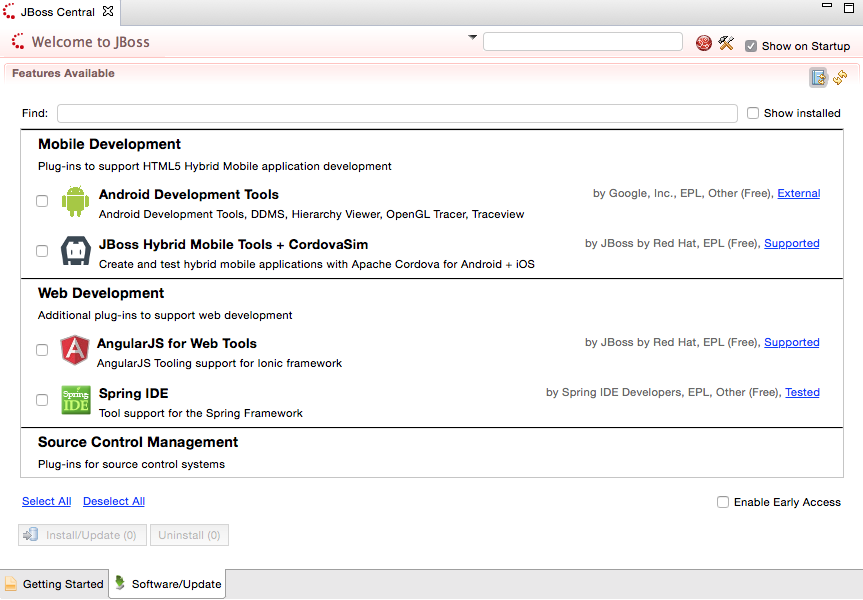 JBoss Central
Welcome to JBoss
Show on Startup
Features Available
Find:
Show installed
Mobile Development
Plug-ins to support HTML5 Hybrid Mobile application development
Android Development Tools
by Google, Inc., EPL, Other (Free), External
Android Development Tools, DDMS, Hierarchy Viewer, OpenGL Tracer, Traceview
JBoss Hybrid Mobile Tools + CordovaSim
by JBoss by Red Hat, EPL (Free), Supported
Create and test hybrid mobile applications with Apache Cordova for Android + iOS
Web Development
Additional plug-ins to support web development
AngularJS for Web Tools
by JBoss by Red Hat, EPL (Free), Supported
AngularJS Tooling support for Ionic framework
Spring IDE
Spring IDE
by Spring IDE Developers, EPL, Other (Free), Tested
Tool support for the Spring Framework
Source Control Management
Plug-ins for source control systems
Select All Deselect All
Enable Early Access
Install/Update (0) Uninstall (0)
Getting Started Software/Update